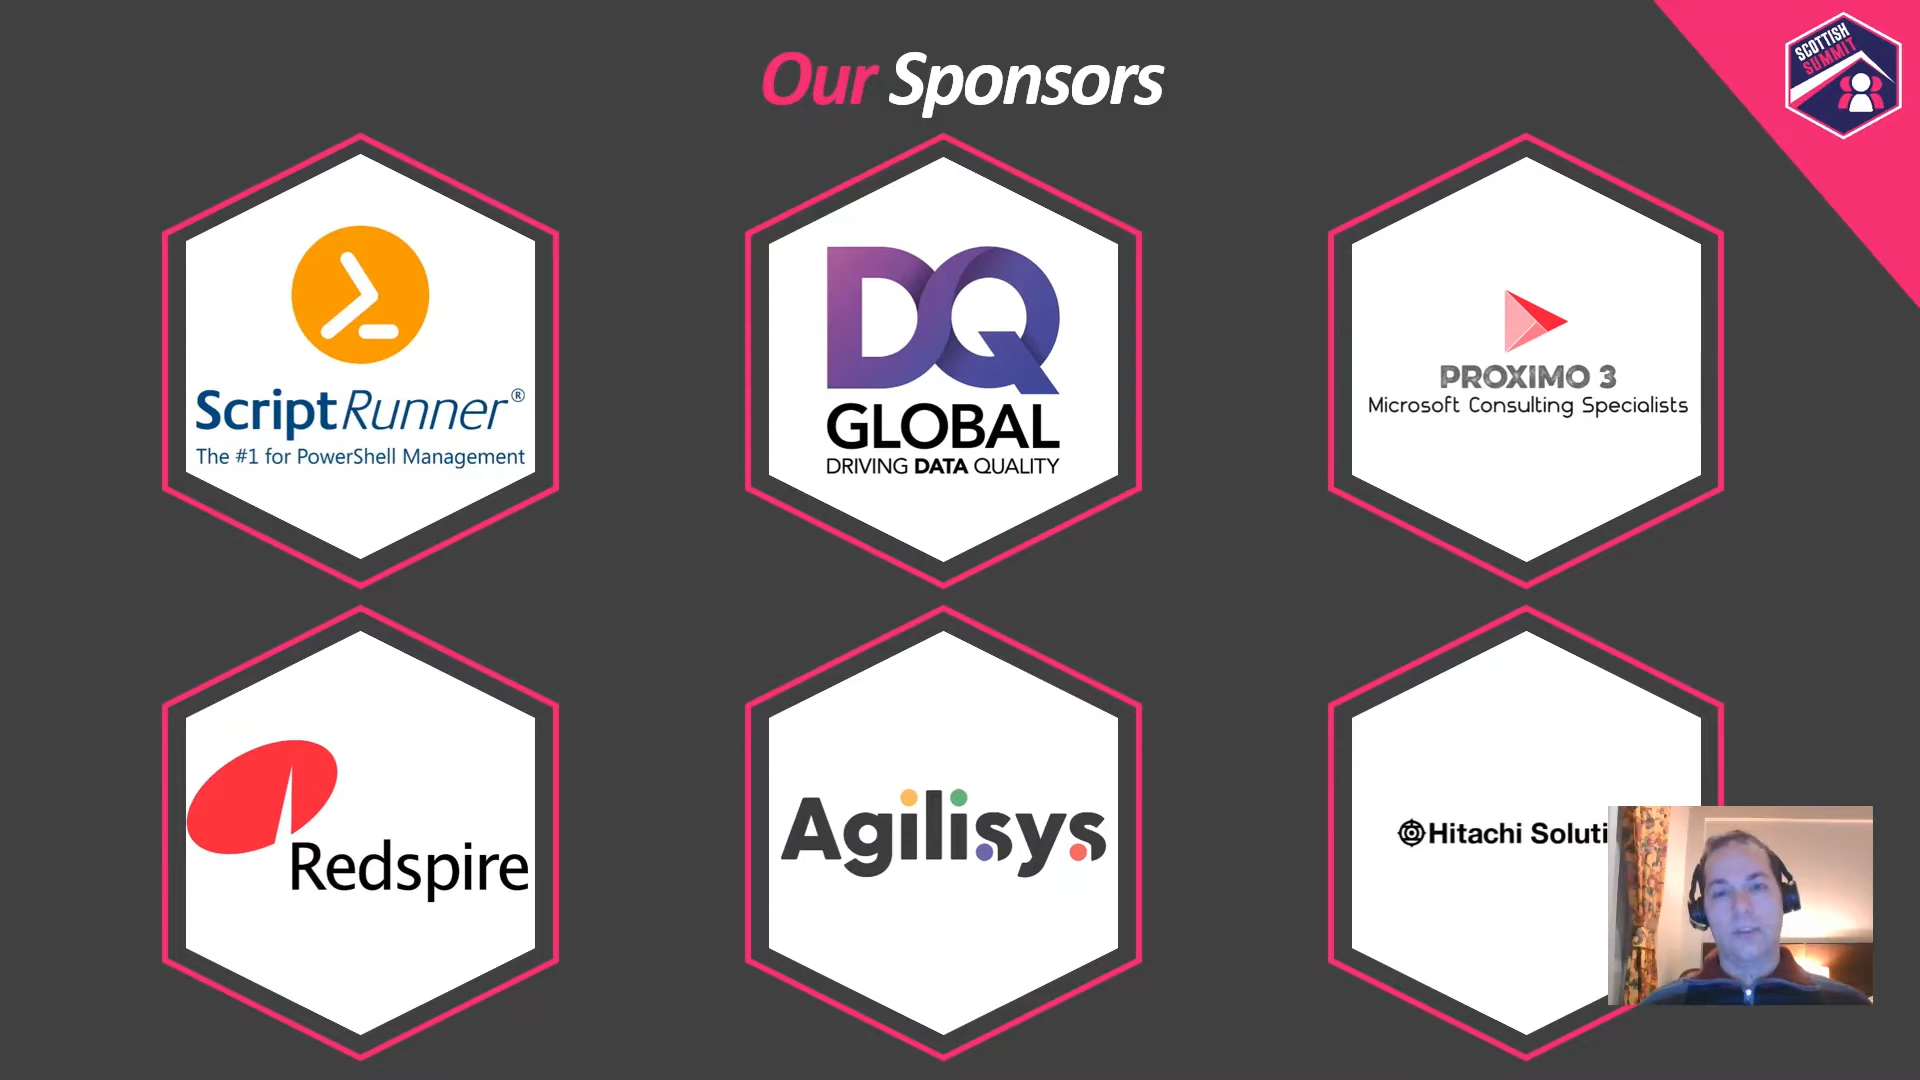 Our Sponsors
SCOTTISH
SUMMIT
ScriptRunner®
The #1 for PowerShell Management
DQ
GLOBAL
DRIVING DATA QUALITY
PROXIMO 3
Microsoft Consulting Specialists
Redspire
Agilisys
Hitachi